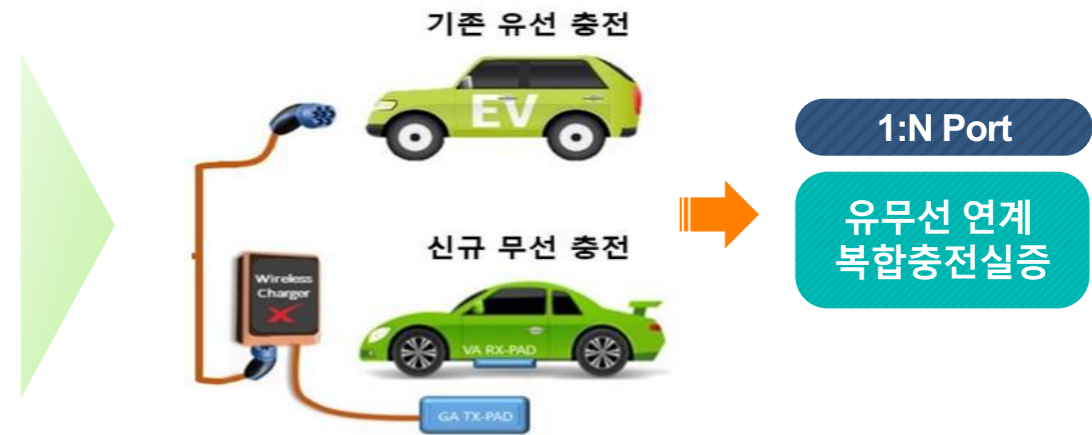 기존 유선 충전
EV
1:N Port
유무선 연계
복합충전실증
신규 무선 충전
Wireless
Charger
X
VA RX-PAD
GA TX-PAD